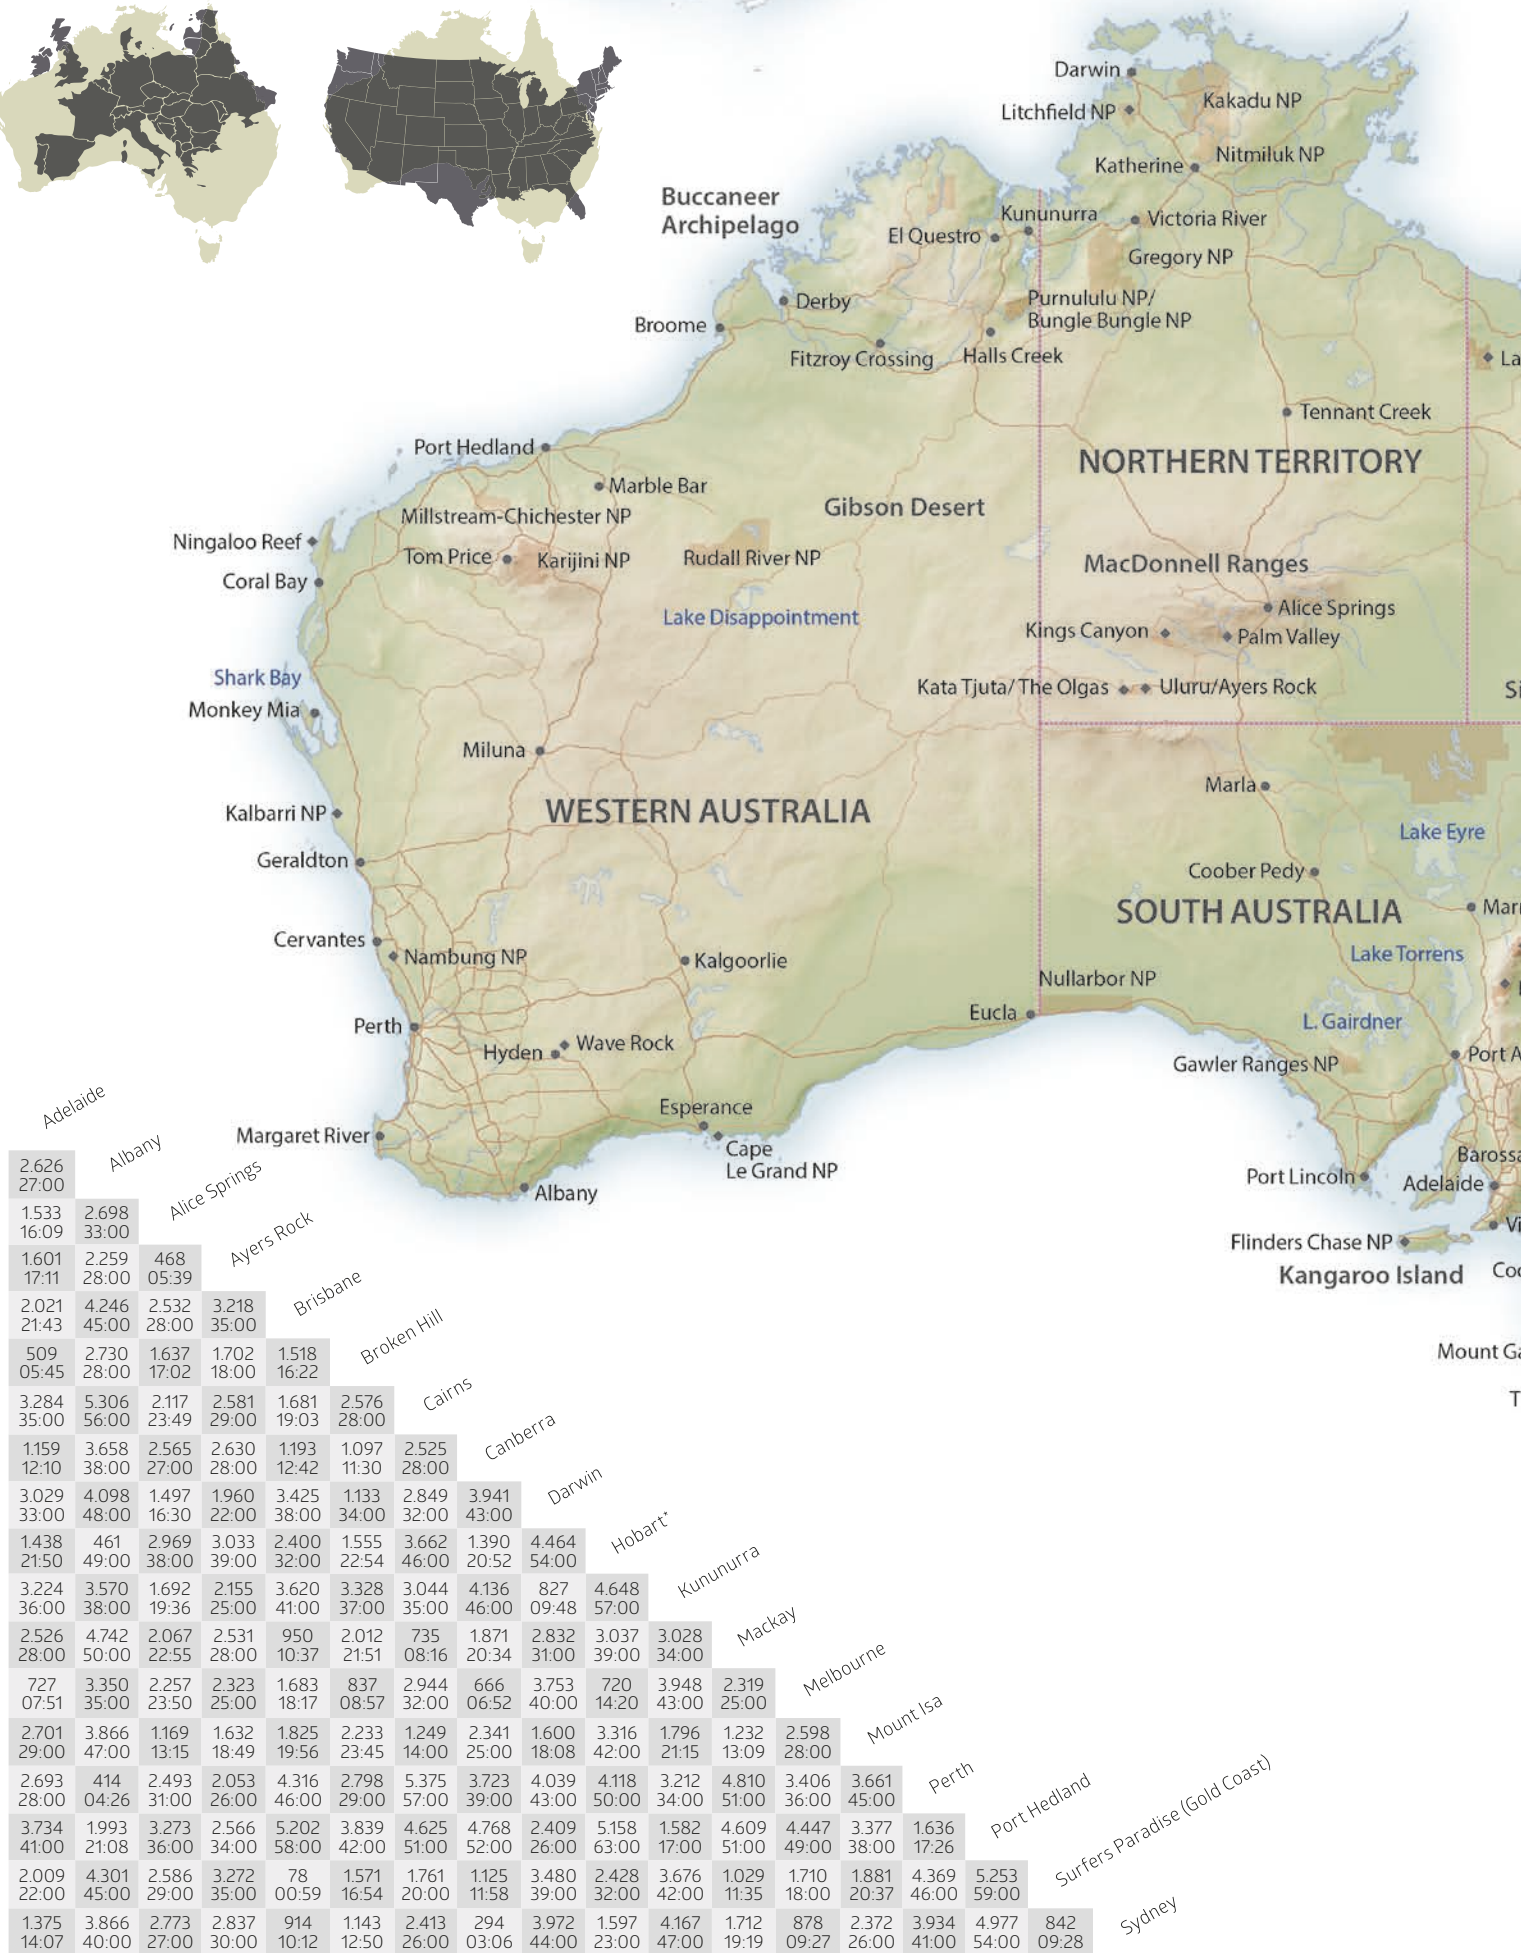 Darwin
Kakadu NP
Litchfield NP
Nitmiluk NP
Katherine
Buccaneer
Archipelago
Kununurra
Victoria River
El Questro
Gregory NP
Derby
Purnululu NP/
Bungle Bungle NP
Broome
Fitzroy Crossing
Halls Creek
La
Tennant Creek
Port Hedland
NORTHERN TERRITORY
Marble Bar
Gibson Desert
Millstream-Chichester NP
Ningaloo Reef
Tom Price
Karijini NP
Rudall River NP
MacDonnell Ranges
Coral Bay
Lake Disappointment
Alice Springs
Kings Canyon
Palm Valley
Shark Bay
Kata Tjuta/The Olgas
Uluru/Ayers Rock
Si
Monkey Mia
Miluna
Marla
Kalbarri NP
WESTERN AUSTRALIA
Lake Eyre
Geraldton
Coober Pedy
SOUTH AUSTRALIA
Marr
Cervantes
Nambung NP
Kalgoorlie
Lake Torrens
Nullarbor NP
Eucla
L. Gairdner
Perth
Hyden
Wave Rock
Port A
Gawler Ranges NP
Esperance
Margaret River
Cape
Le Grand NP
Barossa
Albany
Port Lincoln
Adelaide
Vi
Flinders Chase NP
Kangaroo Island
Coo
Mount Ga
T
Adelaide
2.626
27:00
Albany
1.533 2.698
16:09 33:00
Alice Springs
1.601 2.259 468
17:11 28:00 05:39
Ayers Rock
2.021 4.246 2.532 3.218
21:43 45:00 28:00 35:00
Brisbane
509 2.730 1.637 1.702 1.518
05:45 28:00 17:02 18:00 16:22
Broken Hill
3.284 5.306 2.117 2.581 1.681 2.576
35:00 56:00 23:49 29:00 19:03 28:00
Cairns
1.159 3.658 2.565 2.630 1.193 1.097 2.525
12:10 38:00 27:00 28:00 12:42 11:30 28:00
Canberra
3.029 4.098 1.497 1.960 3.425 1.133 2.849 3.941
33:00 48:00 16:30 22:00 38:00 34:00 32:00 43:00
Darwin
1.438 461 2.969 3.033 2.400 1.555 3.662 1.390 4.464
21:50 49:00 38:00 39:00 32:00 22:54 46:00 20:52 54:00
Hobart*
3.224 3.570 1.692 2.155 3.620 3.328 3.044 4.136 827 4.648
36:00 38:00 19:36 25:00 41:00 37:00 35:00 46:00 09:48 57:00
Kununurra
2.526 4.742 2.067 2.531 950 2.012 735 1.871 2.832 3.037 3.028
28:00 50:00 22:55 28:00 10:37 21:51 08:16 20:34 31:00 39:00 34:00
Mackay
727 3.350 2.257 2.323 1.683 837 2.944 666 3.753 720 3.948 2.319
07:51 35:00 23:50 25:00 18:17 08:57 32:00 06:52 40:00 14:20 43:00 25:00
Melbourne
2.701 3.866 1.169 1.632 1.825 2.233 1.249 2.341 1.600 3.316 1.796 1.232 2.598
29:00 47:00 13:15 18:49 19:56 23:45 14:00 25:00 18:08 42:00 21:15 13:09 28:00
Mount Isa
2.693 414 2.493 2.053 4.316 2.798 5.375 3.723 4.039 4.118 3.212 4.810 3.406 3.661
28:00 04:26 31:00 26:00 46:00 29:00 57:00 39:00 43:00 50:00 34:00 51:00 36:00 45:00
Perth
3.734 1.993 3.273 2.566 5.202 3.839 4.625 4.768 2.409 5.158 1.582 4.609 4.447 3.377 1.636
41:00 21:08 36:00 34:00 58:00 42:00 51:00 52:00 26:00 63:00 17:00 51:00 49:00 38:00 17:26
Port Hedland
2.009 4.301 2.586 3.272 78 1.571 1.761 1.125 3.480 2.428 3.676 1.029 1.710 1.881 4.369 5.253
22:00 45:00 29:00 35:00 00:59 16:54 20:00 11:58 39:00 32:00 42:00 11:35 18:00 20:37 46:00 59:00
Surfers Paradise (Gold Coast)
1.375 3.866 2.773 2.837 914 1.143 2.413 294 3.972 1.597 4.167 1.712 878 2.372 3.934 4.977 842
14:07 40:00 27:00 30:00 10:12 12:50 26:00 03:06 44:00 23:00 47:00 19:19 09:27 26:00 41:00 54:00 09:28
Sydney